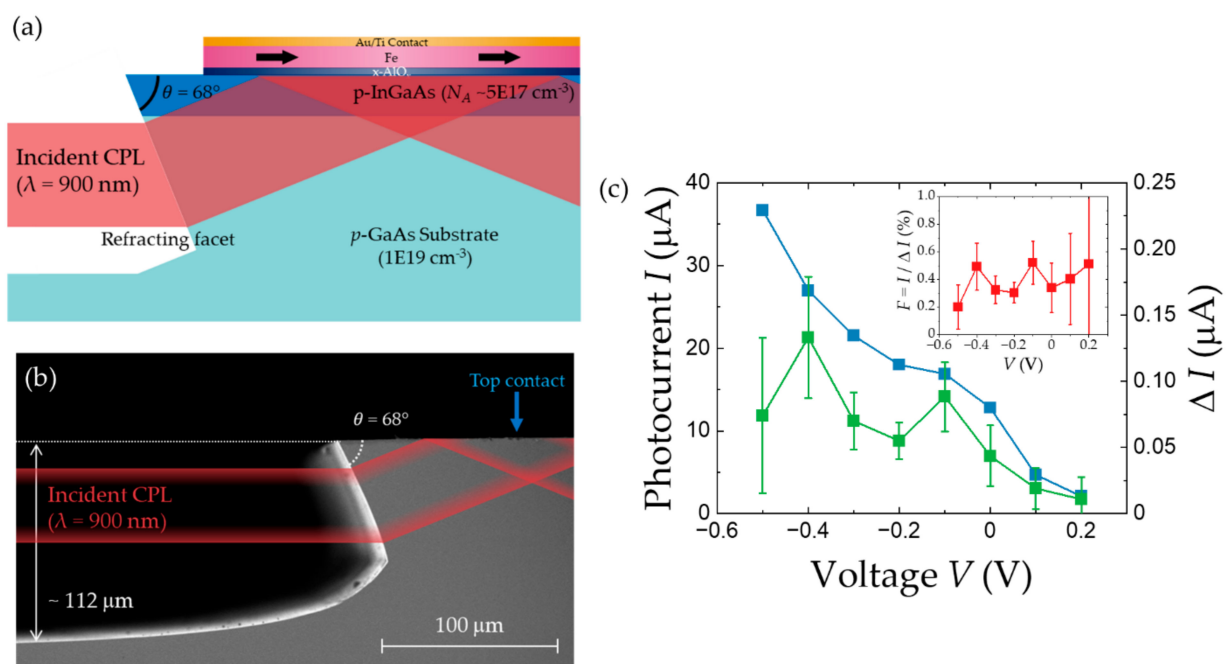 (a)
Au/Ti Contact
Fe
x-AlOₓ
θ = 68°
p-InGaAs (N_A ~5E17 cm⁻³)
Incident CPL
(λ = 900 nm)
Refracting facet
p-GaAs Substrate
(1E19 cm⁻³)
(b)
Top contact
θ = 68°
Incident CPL
(λ = 900 nm)
~ 112 μm
100 μm
(c)
Photocurrent I (μA)
40
30
20
10
0
−0.6
−0.4
−0.2
0
0.2
Voltage V (V)
0.25
0.20
0.15
0.10
0.05
0
Δ I (μA)
F = I / Δ I (%)
1.0
0.8
0.6
0.4
0.2
0
−0.6
−0.4
−0.2
0
0.2
V (V)